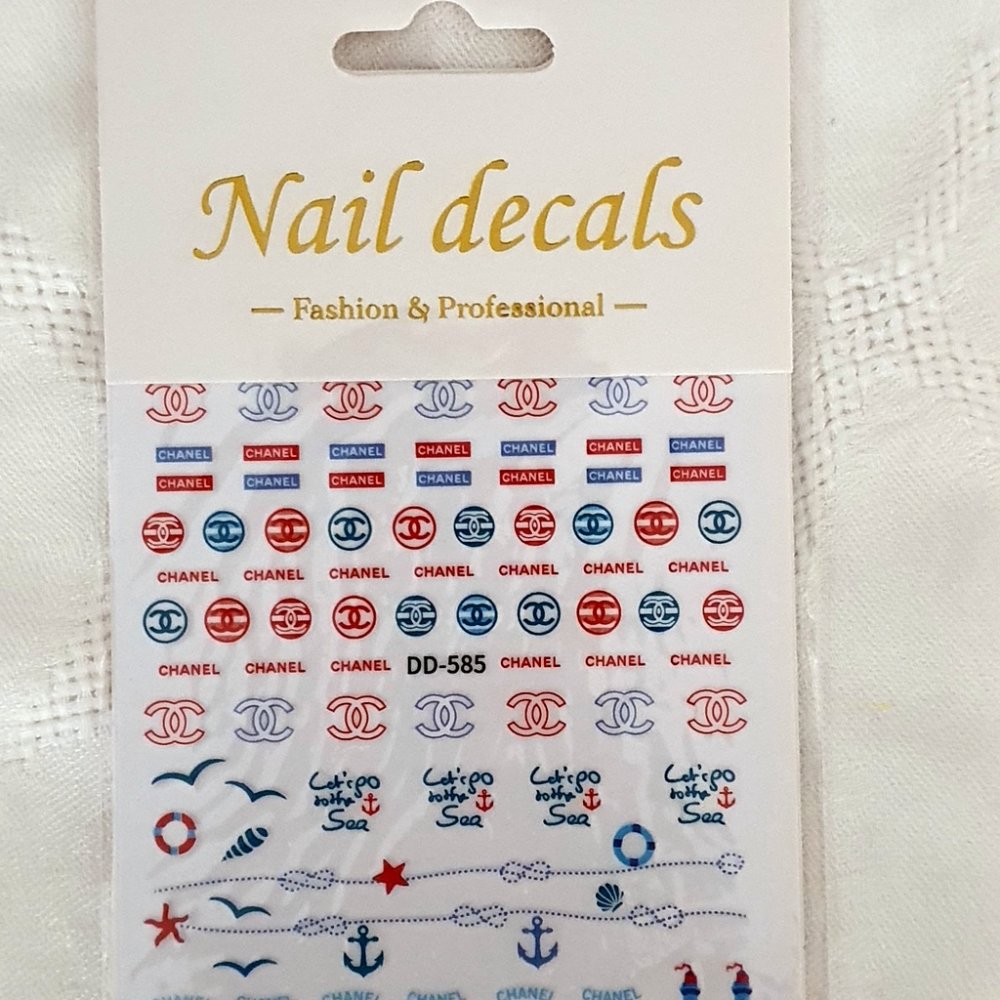 Nail decals
— Fashion & Professional —
CHANEL CHANEL CHANEL CHANEL CHANEL CHANEL CHANEL
CHANEL CHANEL CHANEL CHANEL CHANEL CHANEL CHANEL
CHANEL CHANEL CHANEL CHANEL CHANEL CHANEL CHANEL
CHANEL CHANEL CHANEL DD-585 CHANEL CHANEL CHANEL
Let's go Let's go Let's go Let's go
to the to the to the to the
Sea Sea Sea Sea
CHANEL CHANEL CHANEL CHANEL CHANEL